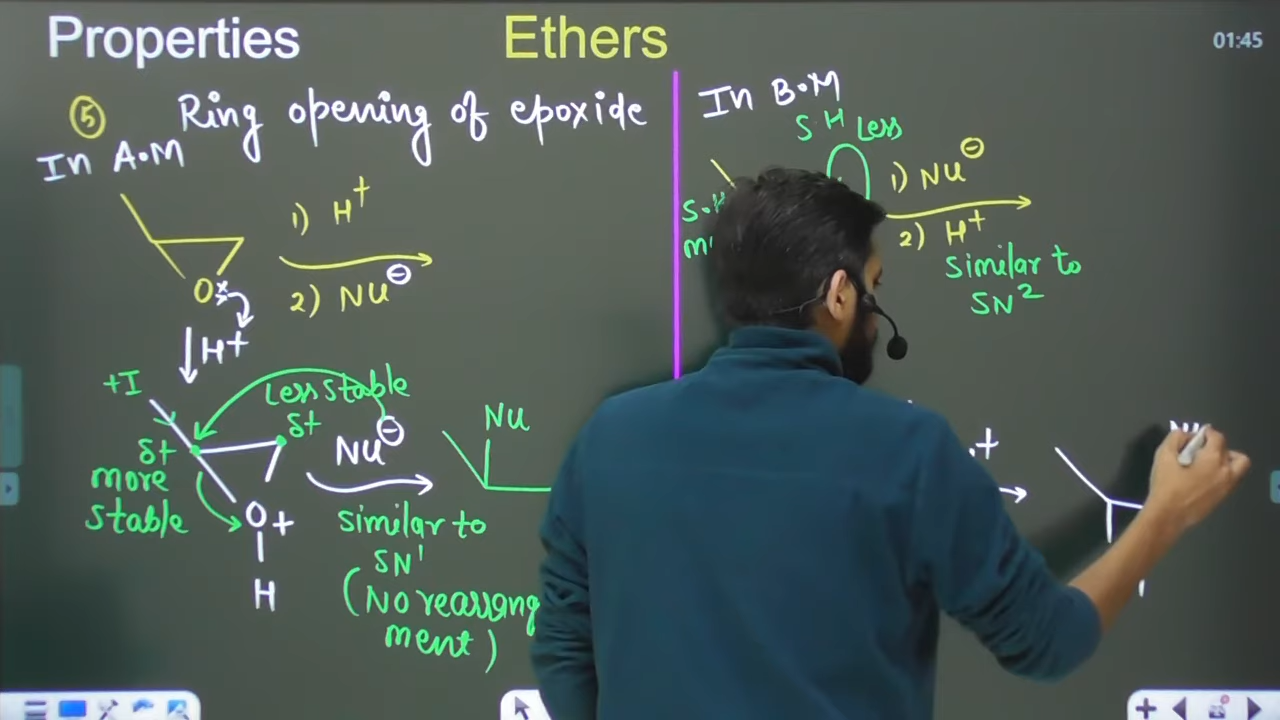 Properties
Ethers
01:45
⑤ Ring opening of epoxide
In A.M
1) H+
2) Nu⊖
O
H+
+I
Less stable
δ+
δ+
Nu⊖
more
stable
O+
H
Similar to
SN1
(No reassang
ment)
Nu
In B.M
S.H Less
S.H
1) Nu⊖
2) H+
Similar to
SN2
+